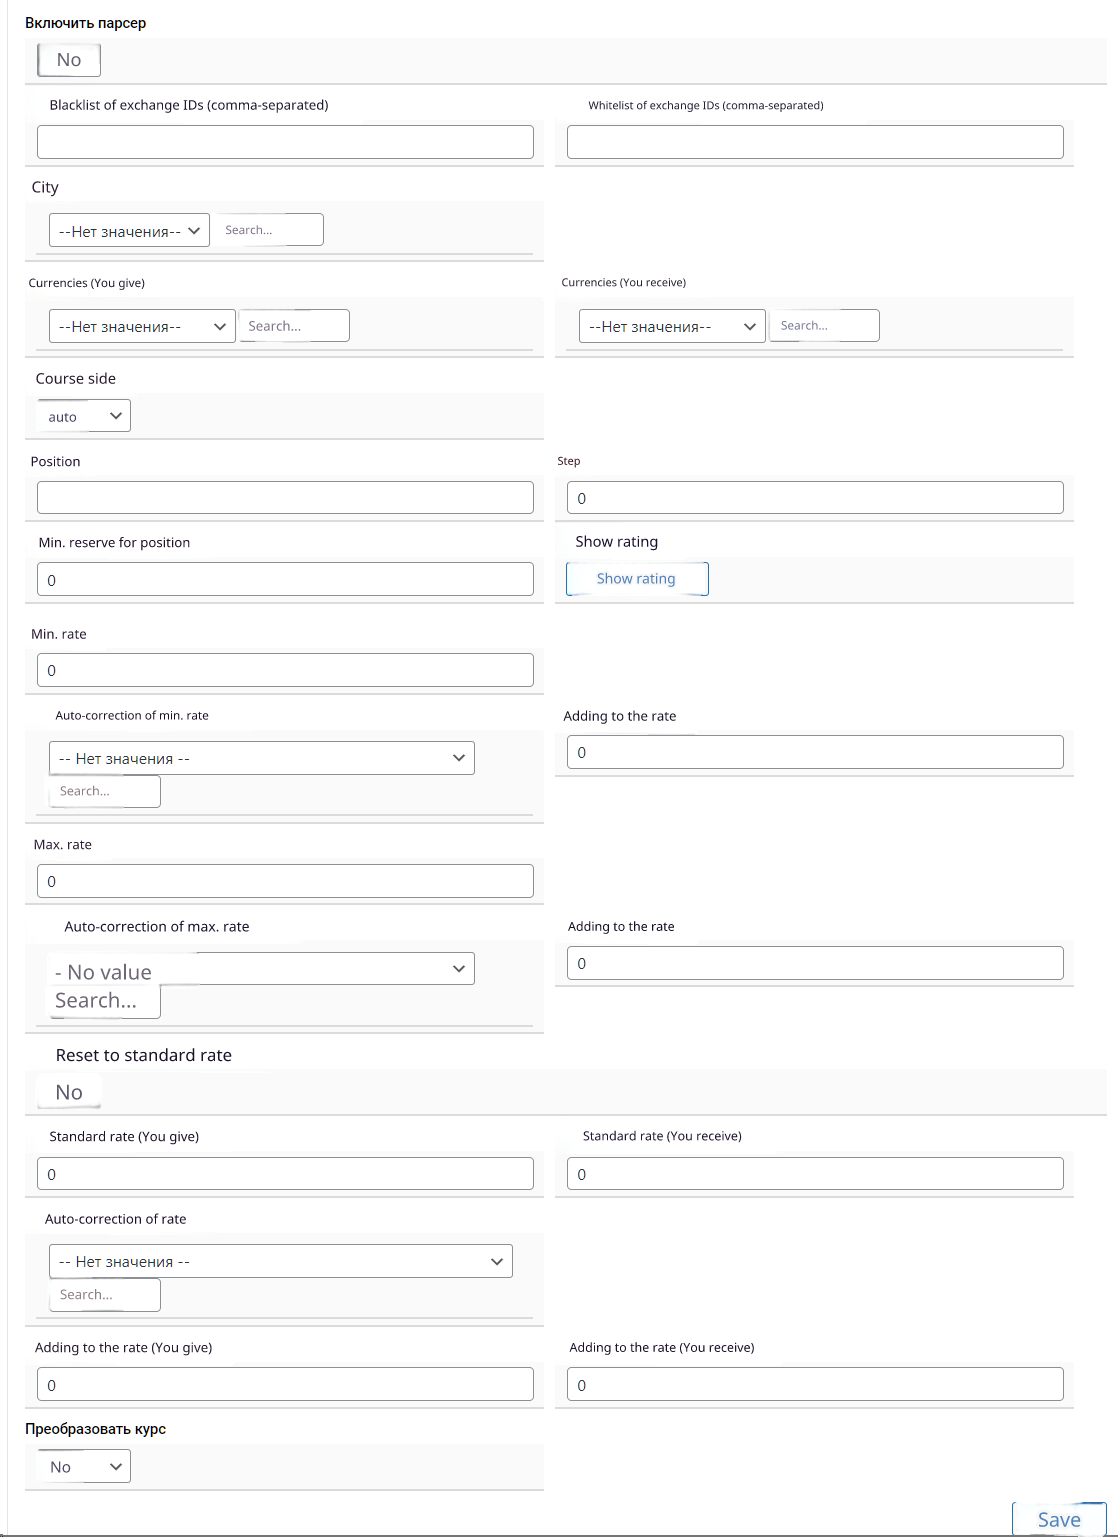 Включить парсер
No
Blacklist of exchange IDs (comma-separated)
Whitelist of exchange IDs (comma-separated)
City
--Нет значения--
Search...
Currencies (You give)
Currencies (You receive)
--Нет значения--
Search...
--Нет значения--
Search...
Course side
auto
Position
Step
0
Min. reserve for position
Show rating
0
Show rating
Min. rate
0
Auto-correction of min. rate
Adding to the rate
-- Нет значения --
0
Search...
Max. rate
0
Auto-correction of max. rate
Adding to the rate
- No value
0
Search...
Reset to standard rate
No
Standard rate (You give)
Standard rate (You receive)
0
0
Auto-correction of rate
-- Нет значения --
Search...
Adding to the rate (You give)
Adding to the rate (You receive)
0
0
Преобразовать курс
No
Save